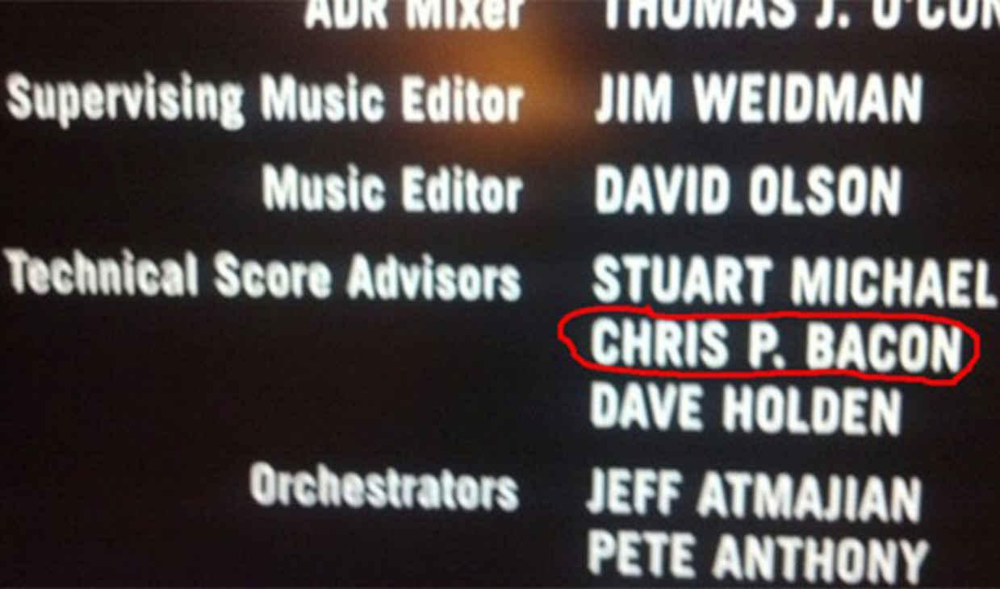 ADR Mixer THOMAS J. O'CON
Supervising Music Editor JIM WEIDMAN
Music Editor DAVID OLSON
Technical Score Advisors STUART MICHAEL
CHRIS P. BACON
DAVE HOLDEN
Orchestrators JEFF ATMAJIAN
PETE ANTHONY